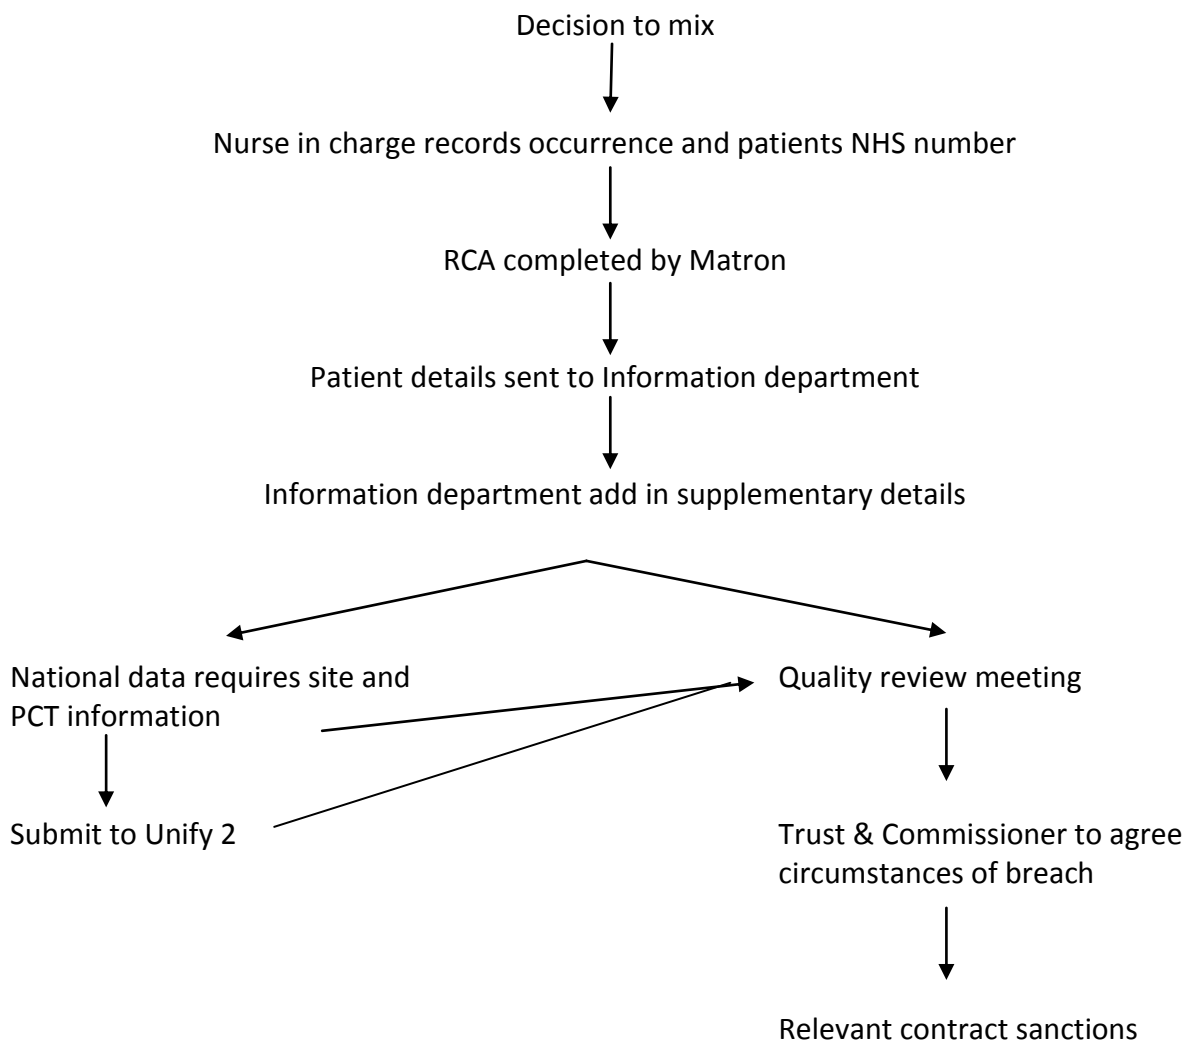 Decision to mix
Nurse in charge records occurrence and patients NHS number
RCA completed by Matron
Patient details sent to Information department
Information department add in supplementary details
National data requires site and
PCT information
Submit to Unify 2
Quality review meeting
Trust & Commissioner to agree
circumstances of breach
Relevant contract sanctions